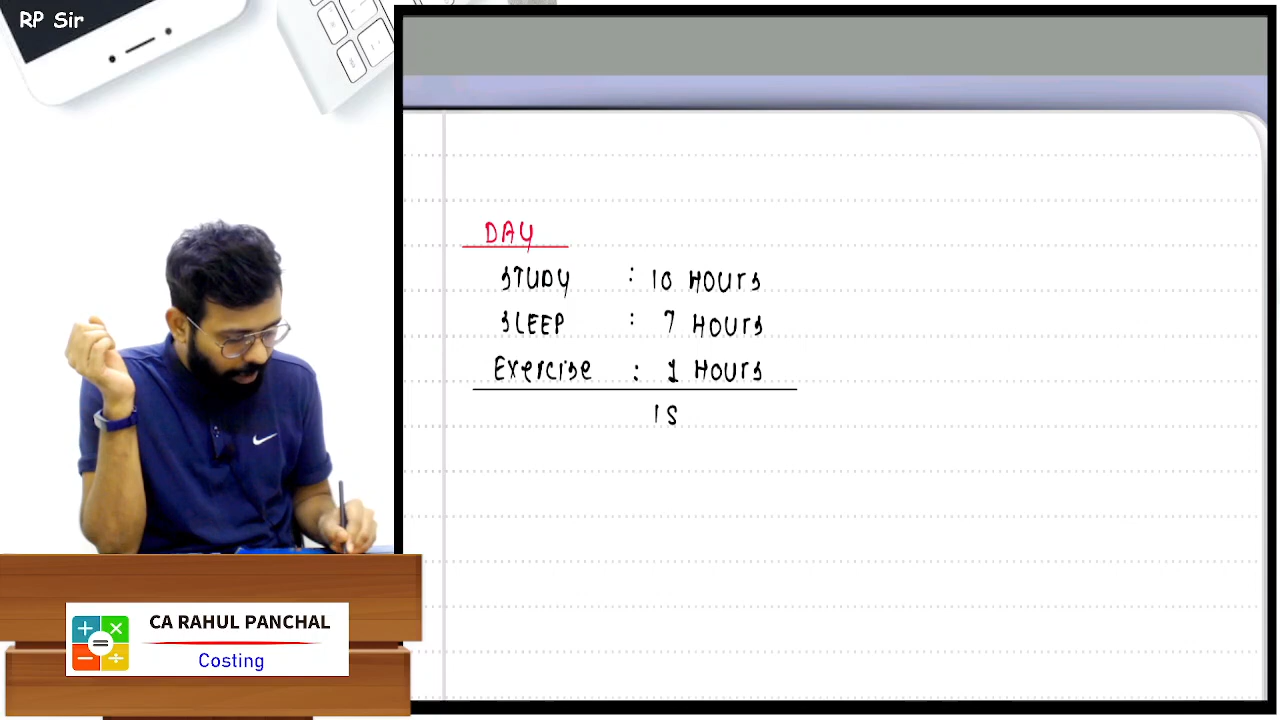 RP Sir
DAY
STUDY : 10 HOURS
SLEEP : 7 HOURS
Exercise : 1 HOURS
18
CA RAHUL PANCHAL
Costing